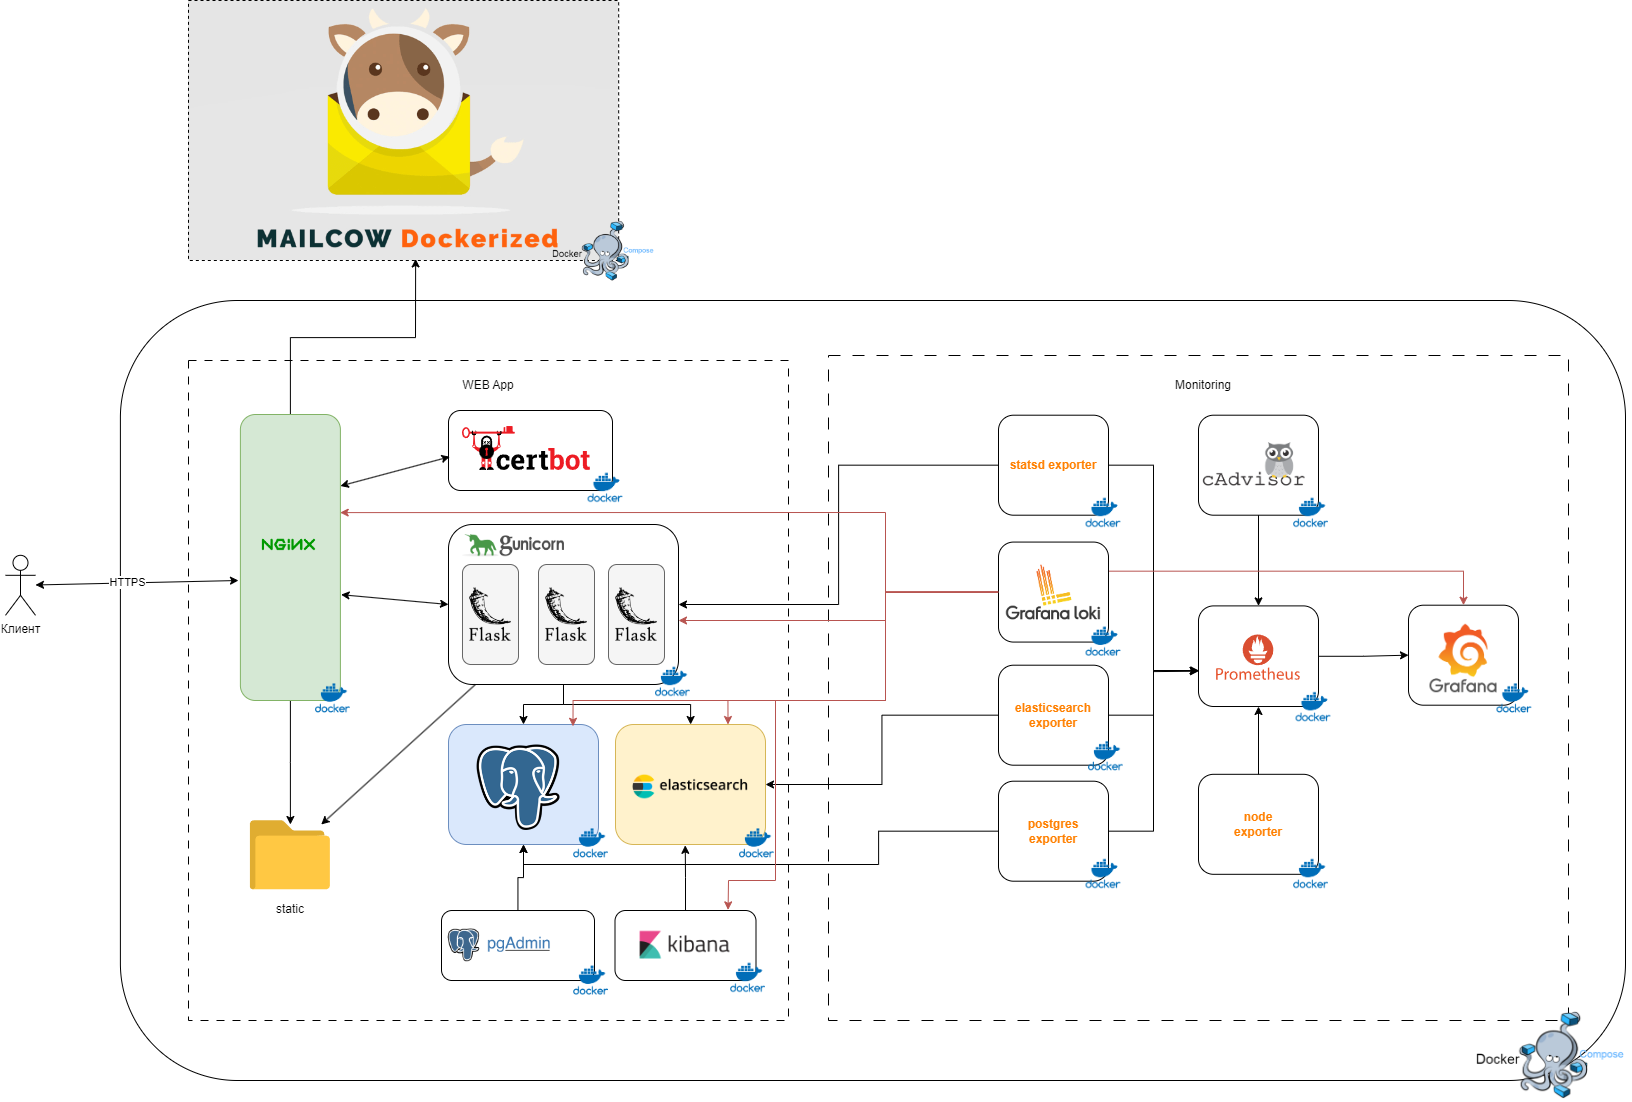 MAILCOW Dockerized
Docker
Compose
WEB App
Monitoring
NGINX
certbot
docker
gunicorn
Flask
Flask
Flask
docker
HTTPS
Клиент
docker
static
docker
elasticsearch
docker
pgAdmin
docker
kibana
docker
statsd exporter
docker
cAdvisor
docker
Grafana loki
docker
Prometheus
docker
Grafana
docker
elasticsearch
exporter
docker
postgres
exporter
docker
node
exporter
docker
Docker
Compose